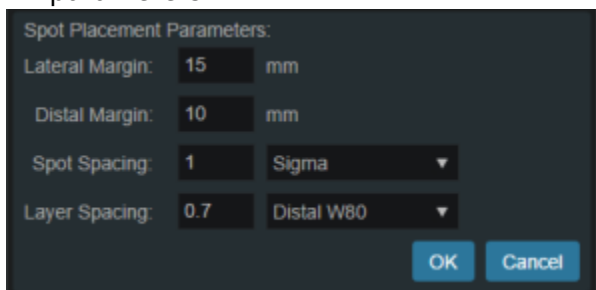 Spot Placement Parameters:
Lateral Margin: 15 mm
Distal Margin: 10 mm
Spot Spacing: 1 Sigma
Layer Spacing: 0.7 Distal W80
OK Cancel